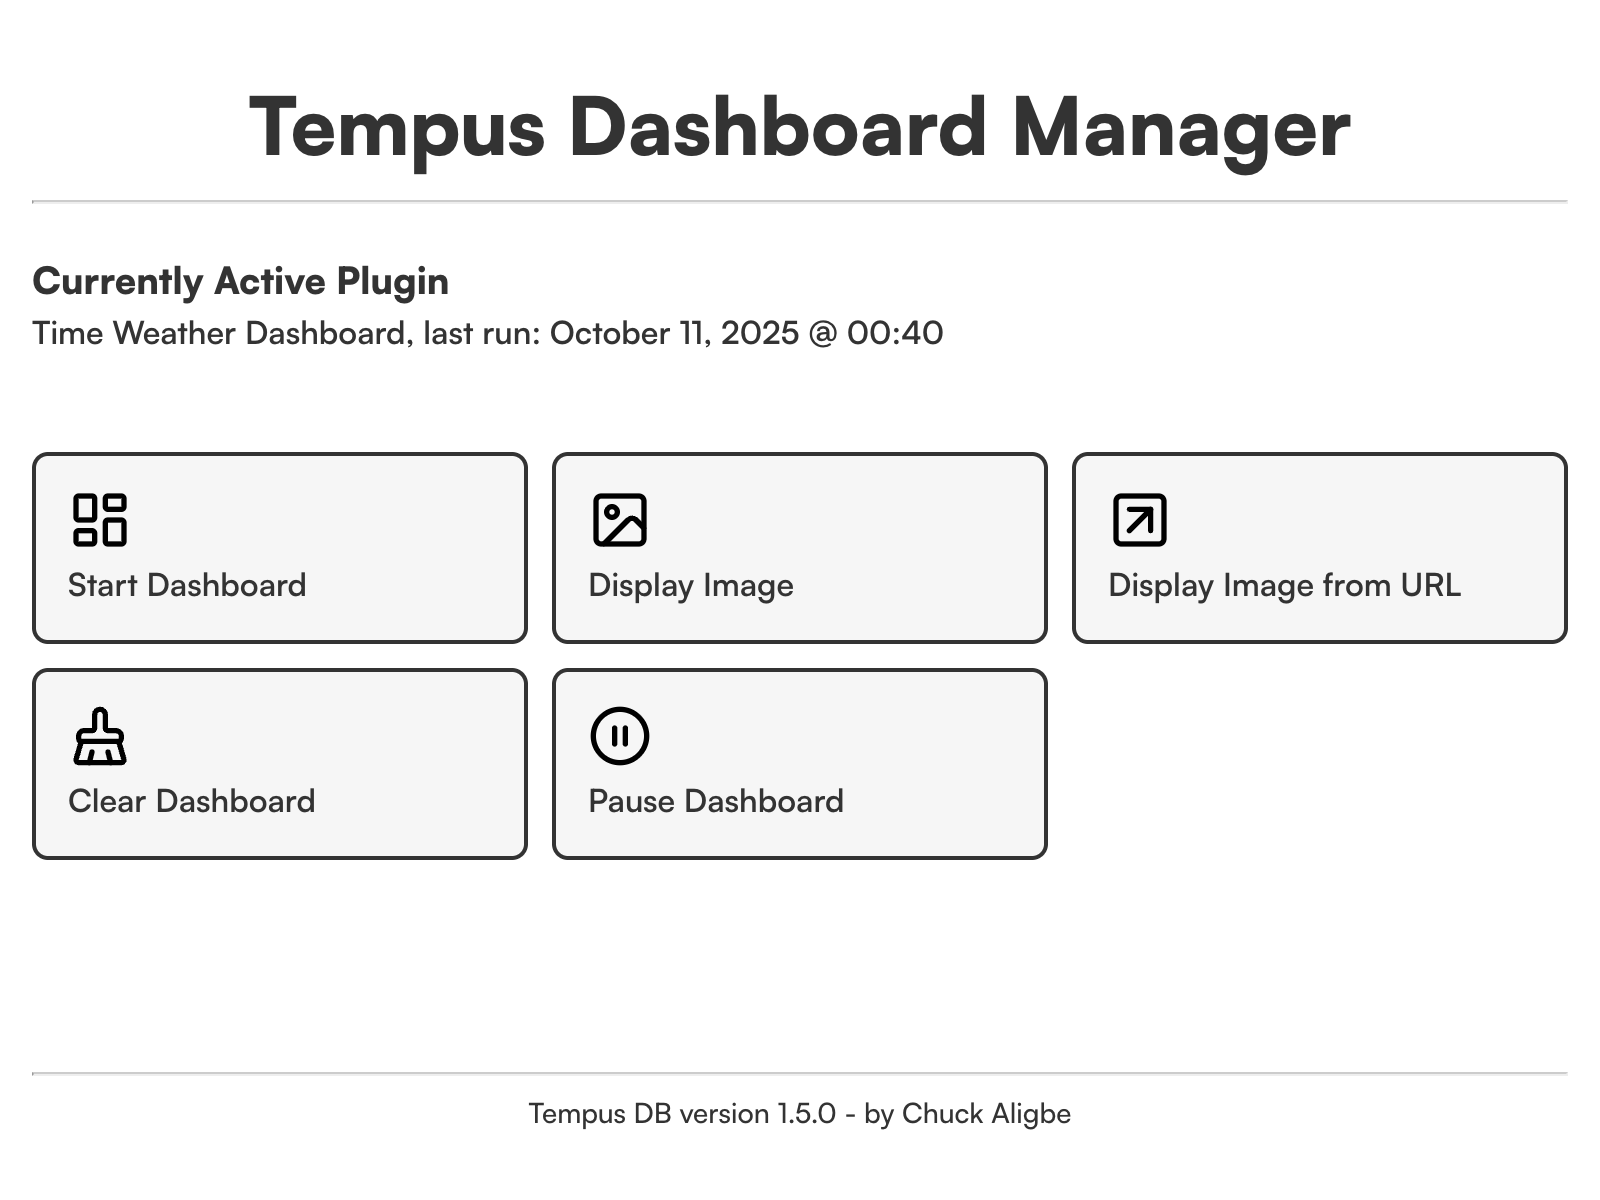 Tempus Dashboard Manager
Currently Active Plugin
Time Weather Dashboard, last run: October 11, 2025 @ 00:40
Start Dashboard
Display Image
Display Image from URL
Clear Dashboard
Pause Dashboard
Tempus DB version 1.5.0 - by Chuck Aligbe